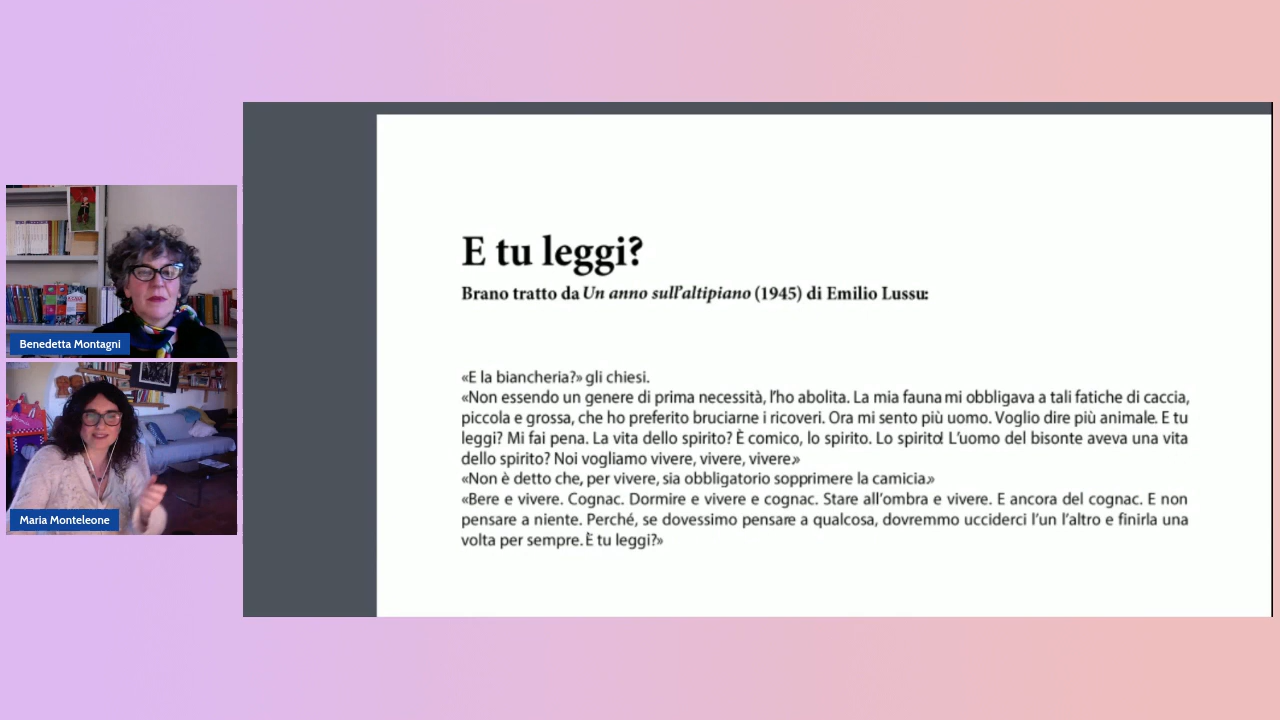 Benedetta Montagni
Maria Monteleone
E tu leggi?
Brano tratto da Un anno sull'altipiano (1945) di Emilio Lussu:
«E la biancheria?» gli chiesi.
«Non essendo un genere di prima necessità, l'ho abolita. La mia fauna mi obbligava a tali fatiche di caccia,
piccola e grossa, che ho preferito bruciarne i ricoveri. Ora mi sento più uomo. Voglio dire più animale. E tu
leggi? Mi fai pena. La vita dello spirito? È comico, lo spirito. Lo spirito! L'uomo del bisonte aveva una vita
dello spirito? Noi vogliamo vivere, vivere, vivere.»
«Non è detto che, per vivere, sia obbligatorio sopprimere la camicia.»
«Bere e vivere. Cognac. Dormire e vivere e cognac. Stare all'ombra e vivere. E ancora del cognac. E non
pensare a niente. Perché, se dovessimo pensare a qualcosa, dovremmo ucciderci l'un l'altro e finirla una
volta per sempre. È tu leggi?»